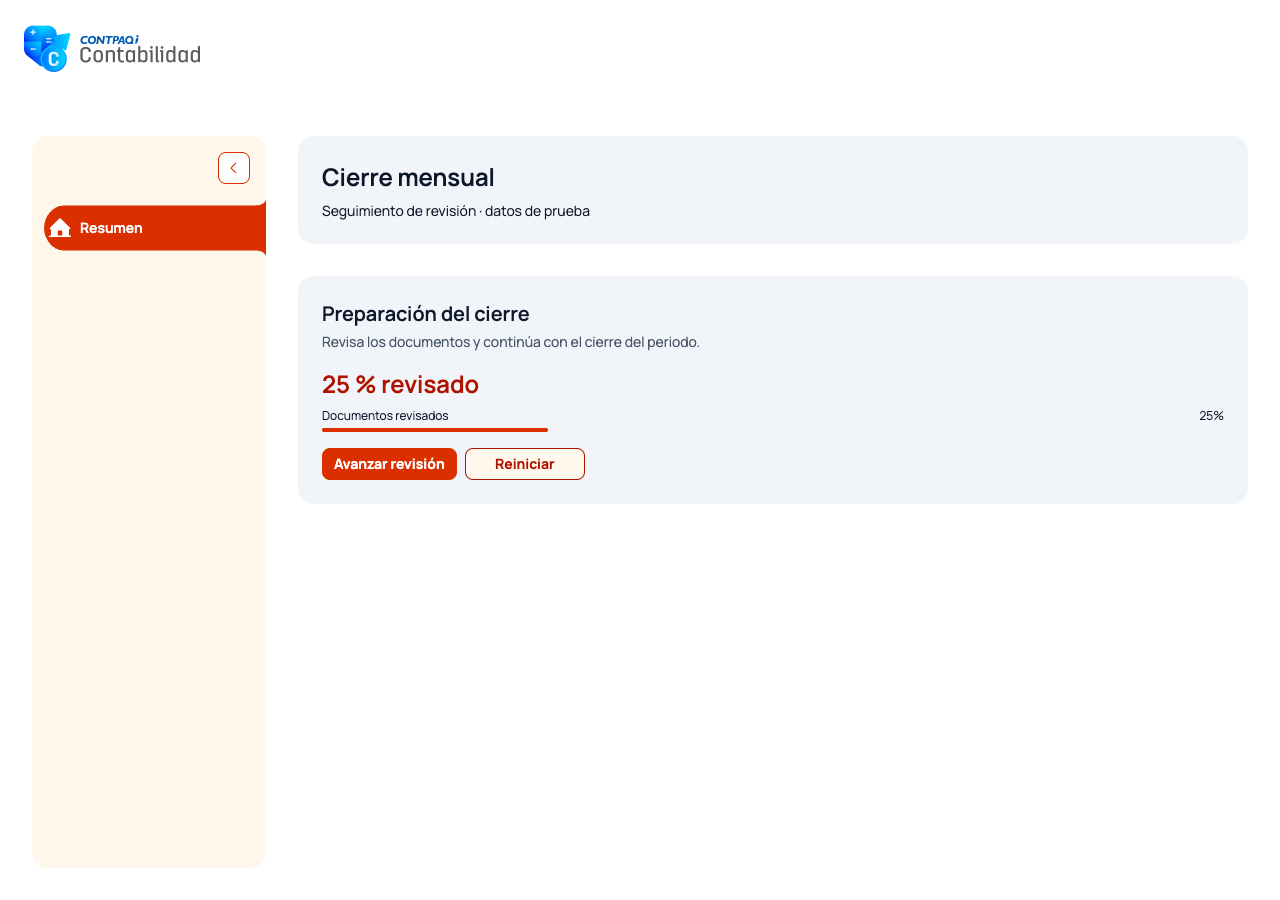 CONTPAQi
Contabilidad
C
Resumen
Cierre mensual
Seguimiento de revisión · datos de prueba
Preparación del cierre
Revisa los documentos y continúa con el cierre del periodo.
25 % revisado
Documentos revisados 25%
Avanzar revisión Reiniciar